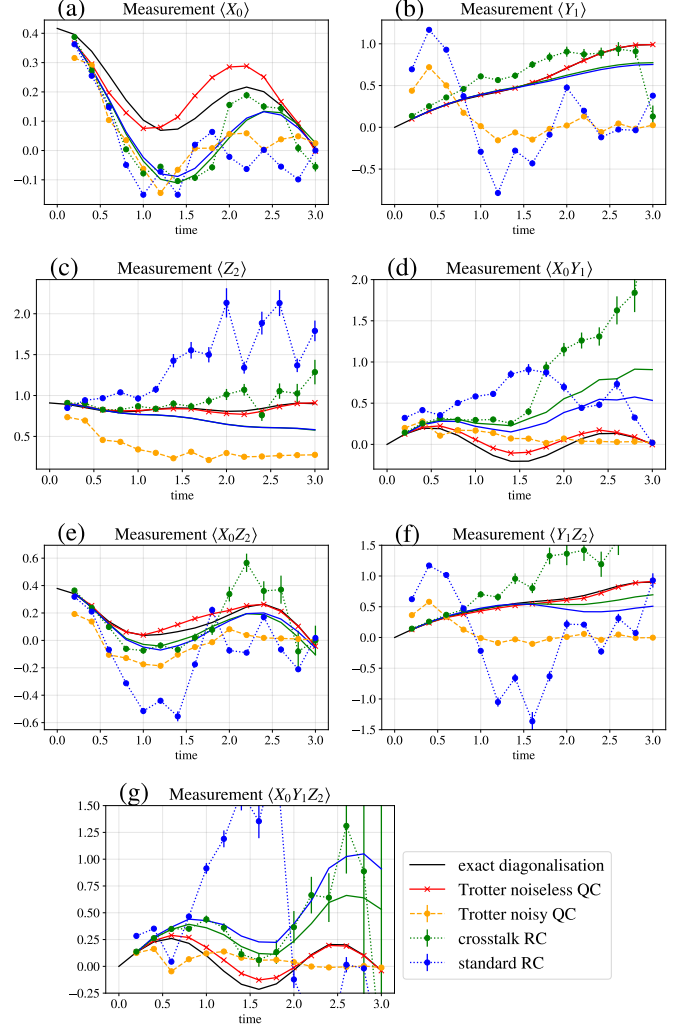 (a) Measurement ⟨X₀⟩
0.4
0.3
0.2
0.1
0.0
−0.1
0.0 0.5 1.0 1.5 2.0 2.5 3.0
time
(b) Measurement ⟨Y₁⟩
1.0
0.5
0.0
−0.5
0.0 0.5 1.0 1.5 2.0 2.5 3.0
time
(c) Measurement ⟨Z₂⟩
2.0
1.5
1.0
0.5
0.0 0.5 1.0 1.5 2.0 2.5 3.0
time
(d) Measurement ⟨X₀Y₁⟩
2.0
1.5
1.0
0.5
0.0
0.0 0.5 1.0 1.5 2.0 2.5 3.0
time
(e) Measurement ⟨X₀Z₂⟩
0.6
0.4
0.2
0.0
−0.2
−0.4
−0.6
0.0 0.5 1.0 1.5 2.0 2.5 3.0
time
(f) Measurement ⟨Y₁Z₂⟩
1.5
1.0
0.5
0.0
−0.5
−1.0
−1.5
0.0 0.5 1.0 1.5 2.0 2.5 3.0
time
(g) Measurement ⟨X₀Y₁Z₂⟩
1.50
1.25
1.00
0.75
0.50
0.25
0.00
−0.25
0.0 0.5 1.0 1.5 2.0 2.5 3.0
time
exact diagonalisation
Trotter noiseless QC
Trotter noisy QC
crosstalk RC
standard RC